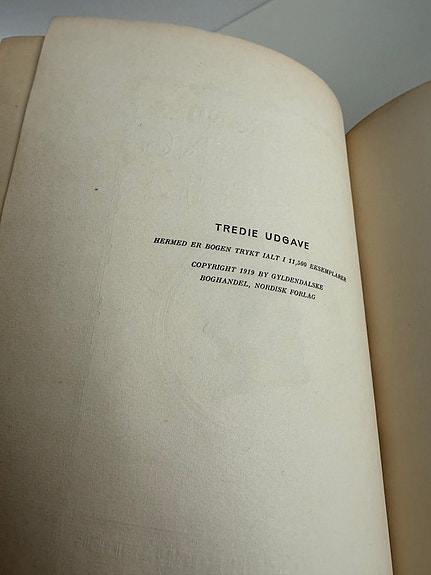 TREDIE UDGAVE
HERMED ER BOGEN TRYKT IALT I 11,500 EKSEMPLARER
COPYRIGHT 1919 BY GYLDENDALSKE
BOGHANDEL, NORDISK FORLAG